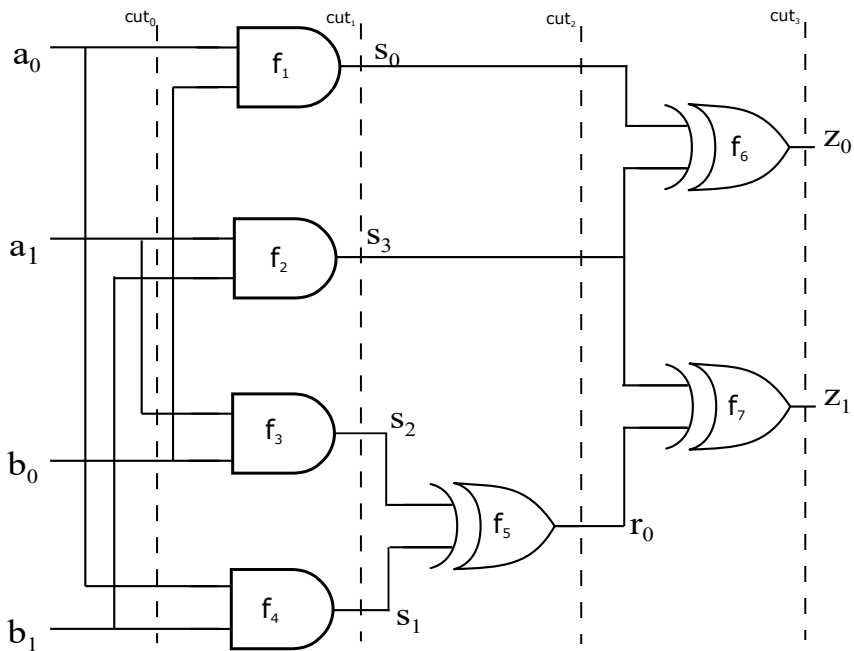 cut₀
cut₁
cut₂
cut₃
a₀
f₁
s₀
f₆
z₀
a₁
f₂
s₃
f₃
s₂
f₇
z₁
b₀
f₅
r₀
f₄
s₁
b₁